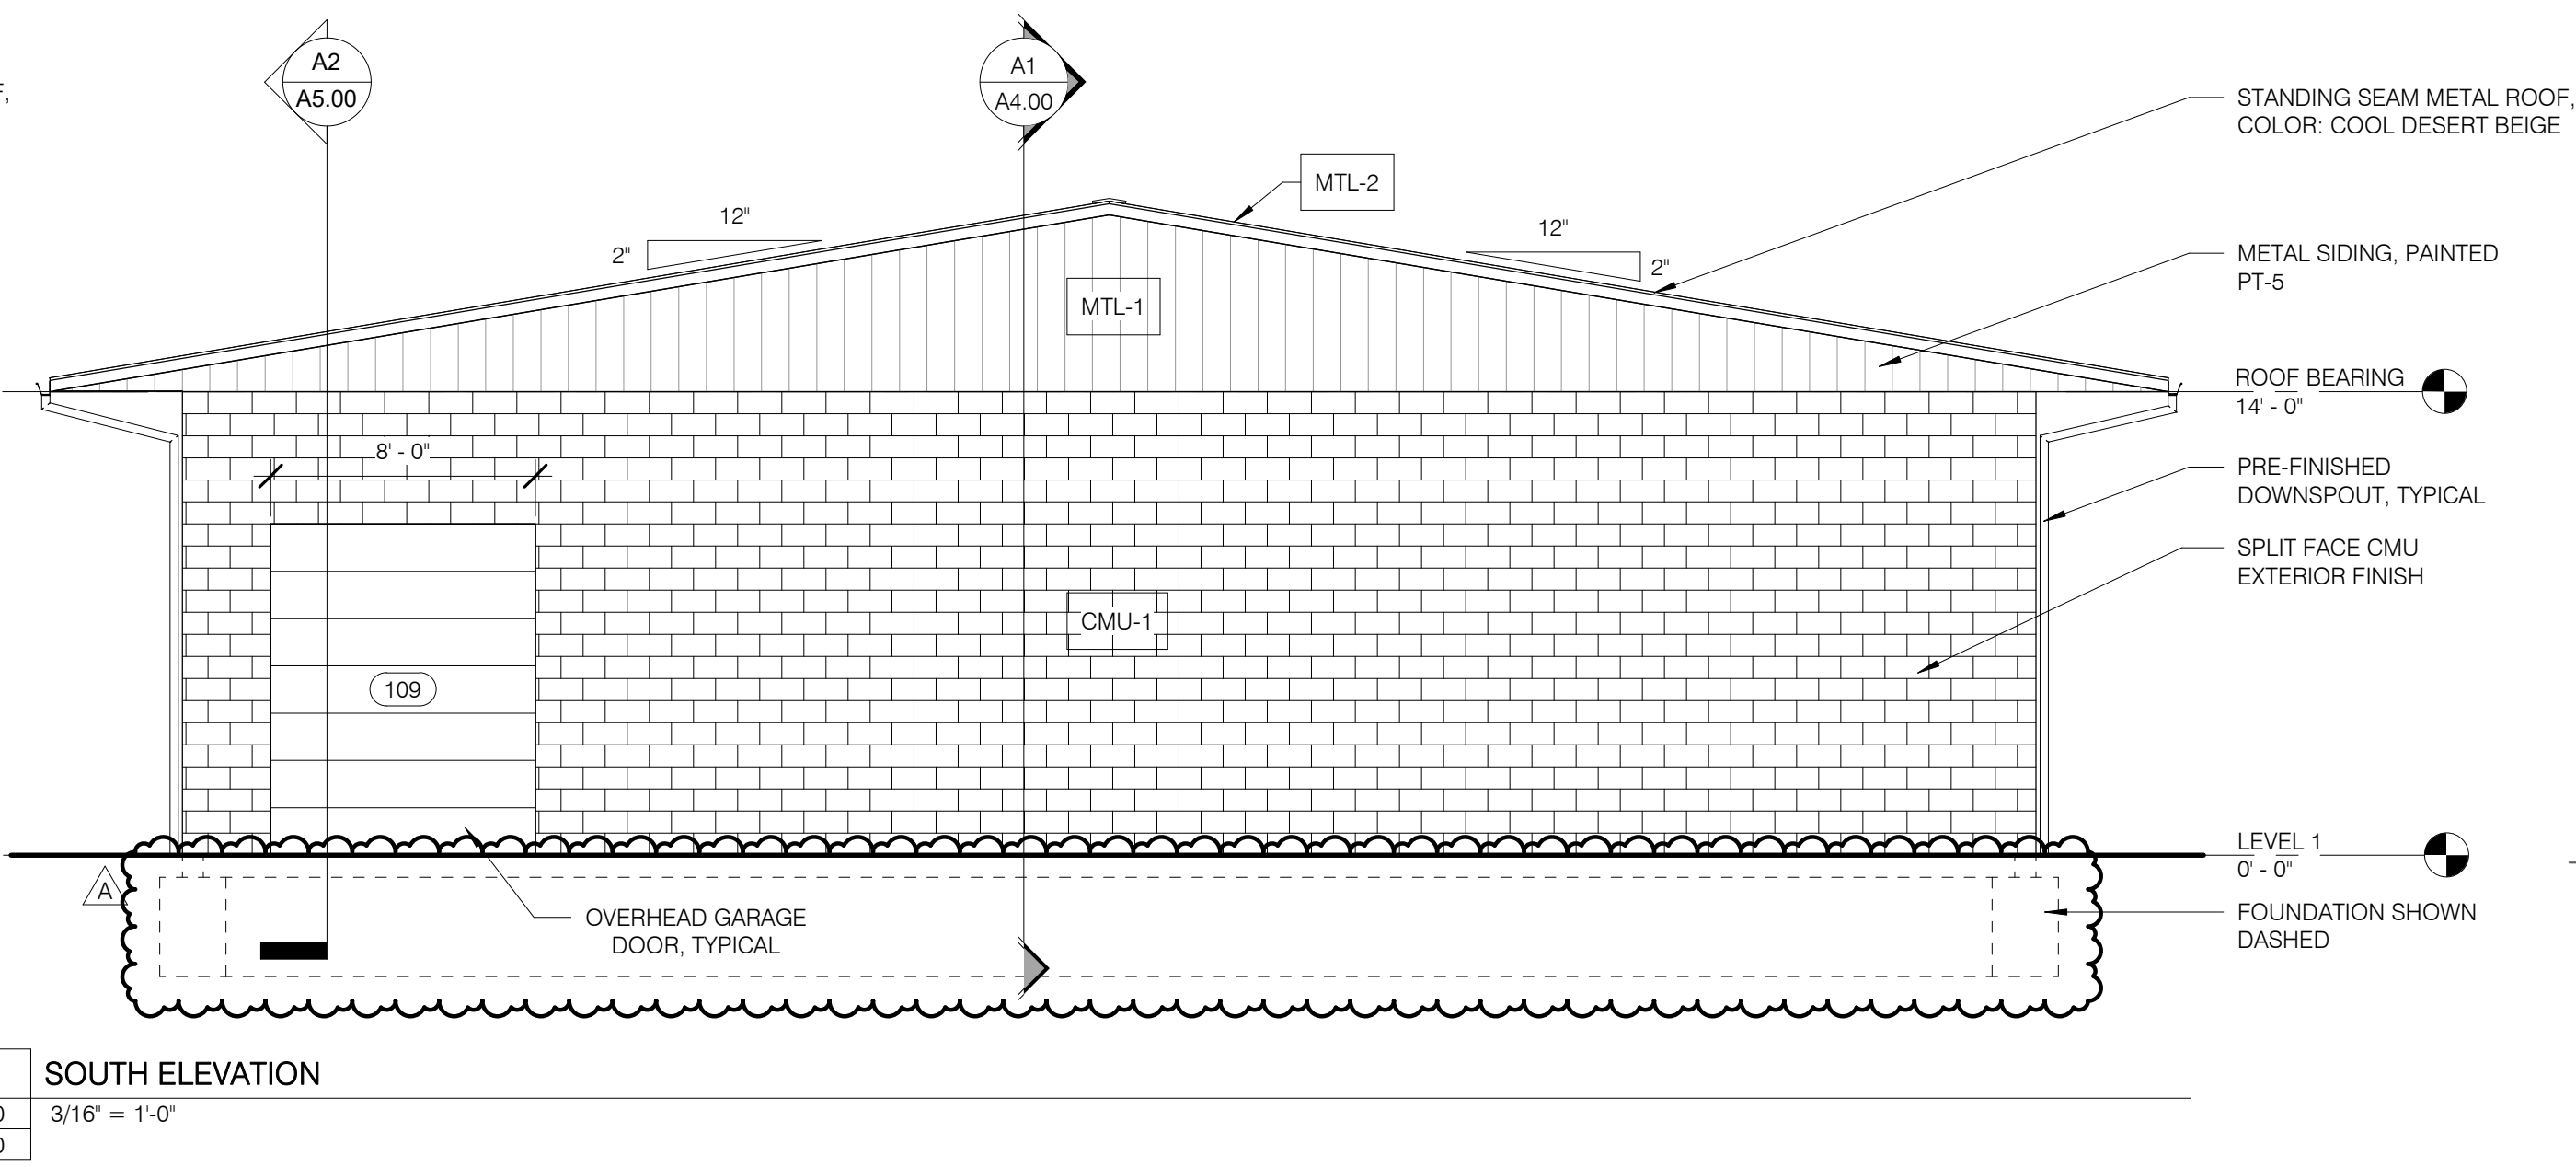 A2
A5.00
A1
A4.00
F,
STANDING SEAM METAL ROOF,
COLOR: COOL DESERT BEIGE
MTL-2
12"
2"
12"
2"
METAL SIDING, PAINTED
PT-5
MTL-1
ROOF BEARING
14' - 0"
8' - 0"
PRE-FINISHED
DOWNSPOUT, TYPICAL
SPLIT FACE CMU
EXTERIOR FINISH
CMU-1
109
LEVEL 1
0' - 0"
A
OVERHEAD GARAGE
DOOR, TYPICAL
FOUNDATION SHOWN
DASHED
SOUTH ELEVATION
3/16" = 1'-0"
0
0